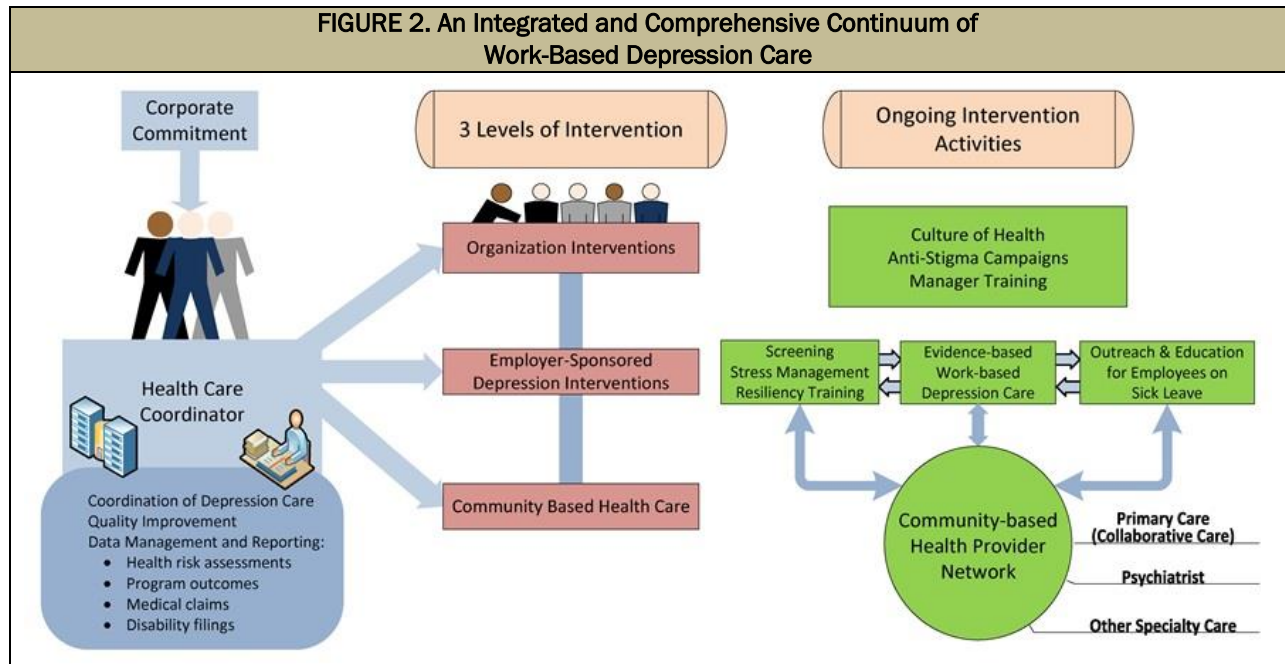 FIGURE 2. An Integrated and Comprehensive Continuum of
Work-Based Depression Care
Corporate
Commitment
Health Care
Coordinator
Coordination of Depression Care
Quality Improvement
Data Management and Reporting:
• Health risk assessments
• Program outcomes
• Medical claims
• Disability filings
3 Levels of Intervention
Organization Interventions
Employer-Sponsored
Depression Interventions
Community Based Health Care
Ongoing Intervention
Activities
Culture of Health
Anti-Stigma Campaigns
Manager Training
Screening
Stress Management
Resiliency Training
Evidence-based
Work-based
Depression Care
Outreach & Education
for Employees on
Sick Leave
Community-based
Health Provider
Network
Primary Care
(Collaborative Care)
Psychiatrist
Other Specialty Care